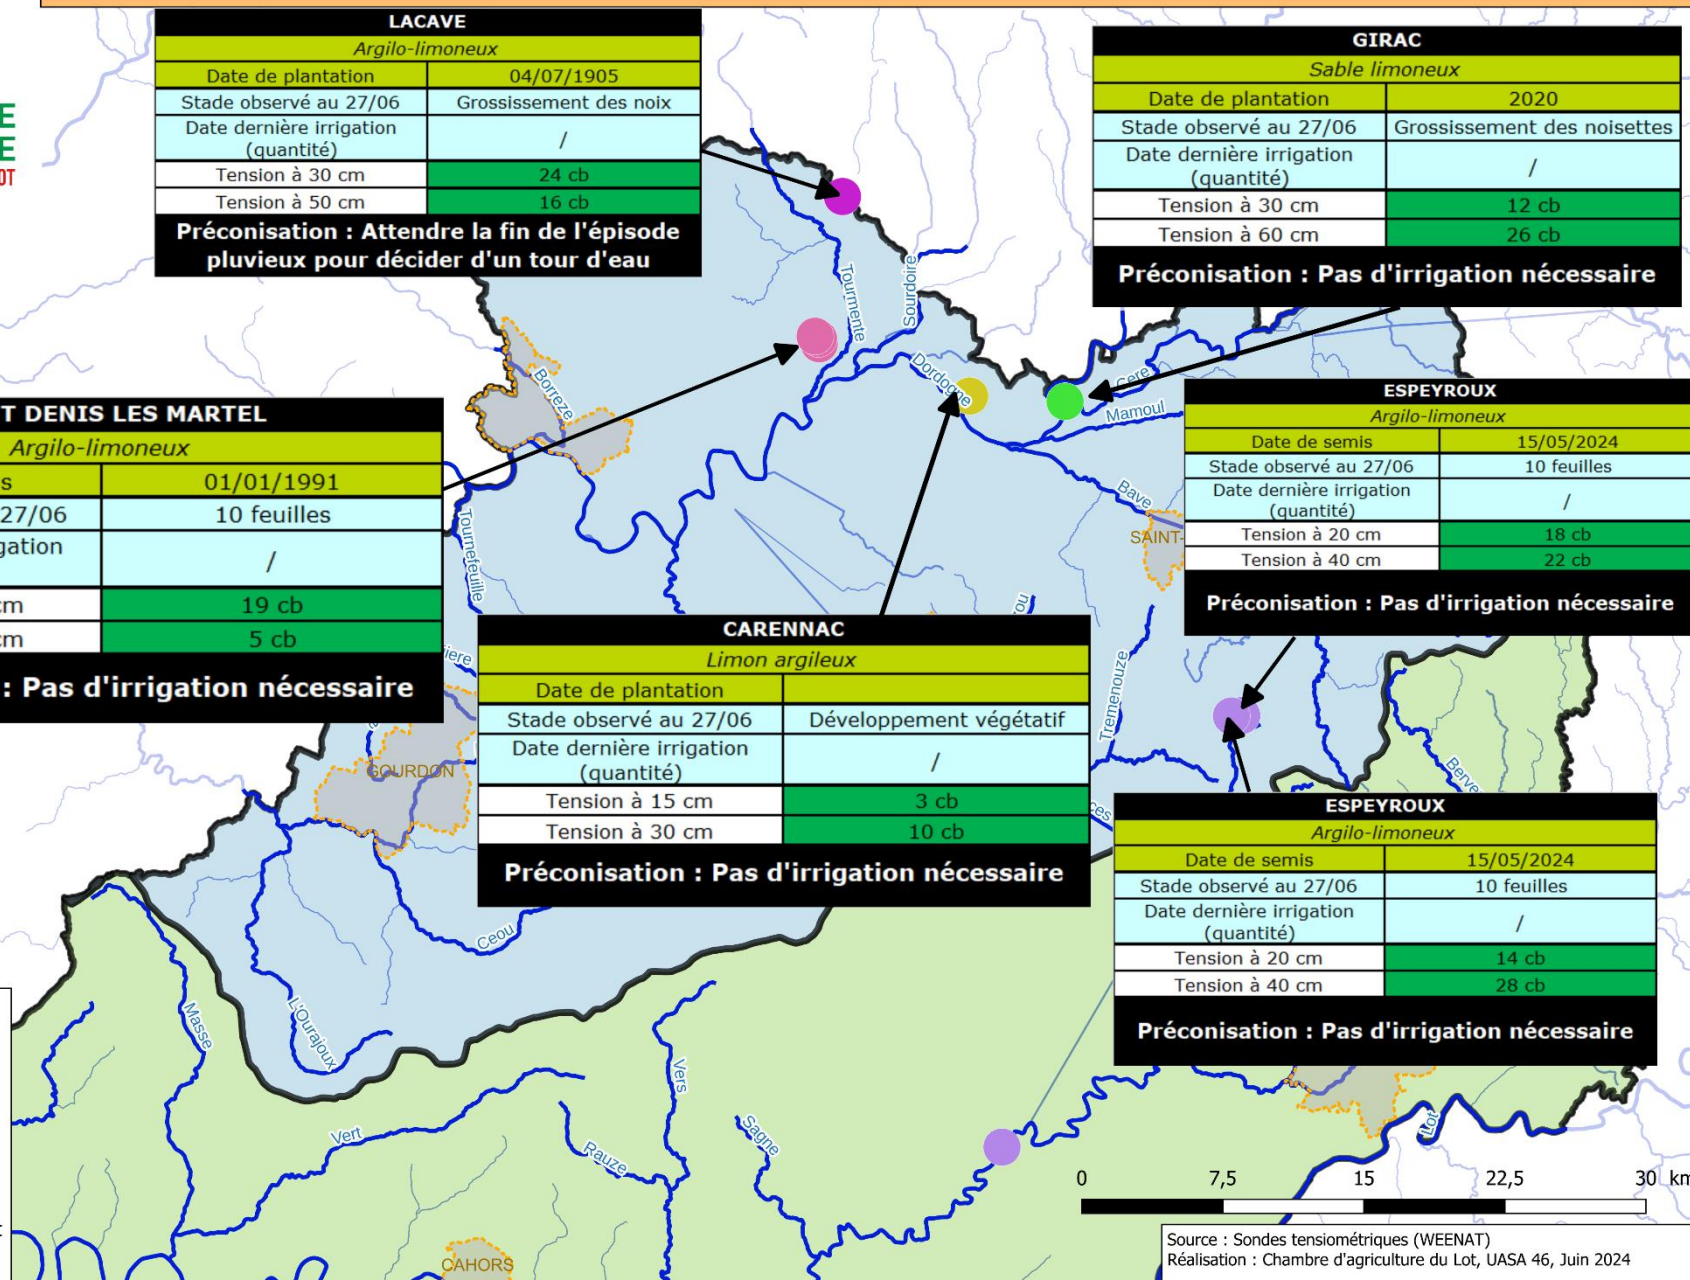 LACAVE
Argilo-limoneux
Date de plantation 04/07/1905
Stade observé au 27/06 Grossissement des noix
Date dernière irrigation
(quantité) /
Tension à 30 cm 24 cb
Tension à 50 cm 16 cb
Préconisation : Attendre la fin de l'épisode
pluvieux pour décider d'un tour d'eau
GIRAC
Sable limoneux
Date de plantation 2020
Stade observé au 27/06 Grossissement des noisettes
Date dernière irrigation
(quantité) /
Tension à 30 cm 12 cb
Tension à 60 cm 26 cb
Préconisation : Pas d'irrigation nécessaire
E
E
OT
Tourmente
Sourdoire
Dordogne
Cere
Mamoul
Borreze
Bave
SAINT-
Tournefeuille
T DENIS LES MARTEL
Argilo-limoneux
s 01/01/1991
27/06 10 feuilles
gation /
cm 19 cb
cm 5 cb
: Pas d'irrigation nécessaire
ESPEYROUX
Argilo-limoneux
Date de semis 15/05/2024
Stade observé au 27/06 10 feuilles
Date dernière irrigation
(quantité) /
Tension à 20 cm 18 cb
Tension à 40 cm 22 cb
Préconisation : Pas d'irrigation nécessaire
ou
iere
CARENNAC
Limon argileux
Date de plantation
Stade observé au 27/06 Développement végétatif
Date dernière irrigation
(quantité) /
Tension à 15 cm 3 cb
Tension à 30 cm 10 cb
Préconisation : Pas d'irrigation nécessaire
Tremenouze
GOURDON
Berve
ces
ESPEYROUX
Argilo-limoneux
Date de semis 15/05/2024
Stade observé au 27/06 10 feuilles
Date dernière irrigation
(quantité) /
Tension à 20 cm 14 cb
Tension à 40 cm 28 cb
Préconisation : Pas d'irrigation nécessaire
Ceou
Masse
L'Ourajoux
Vers
Vert
Rauze
Sagne
Lot
CAHORS
0 7,5 15 22,5 30 km
Source : Sondes tensiométriques (WEENAT)
Réalisation : Chambre d'agriculture du Lot, UASA 46, Juin 2024